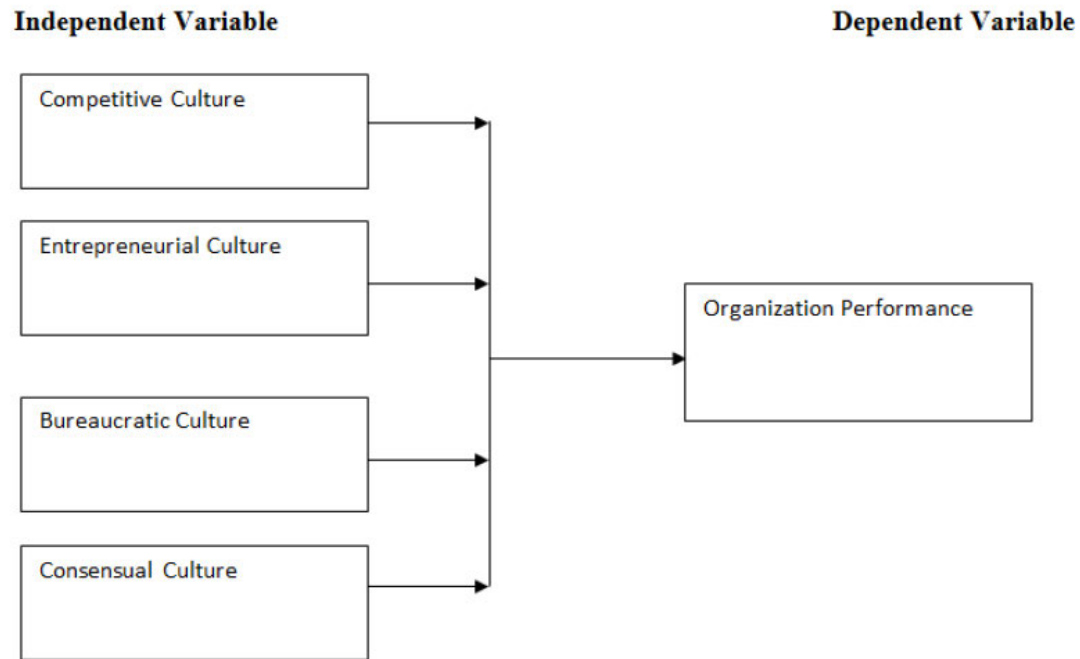 Independent Variable
Dependent Variable
Competitive Culture
Entrepreneurial Culture
Organization Performance
Bureaucratic Culture
Consensual Culture